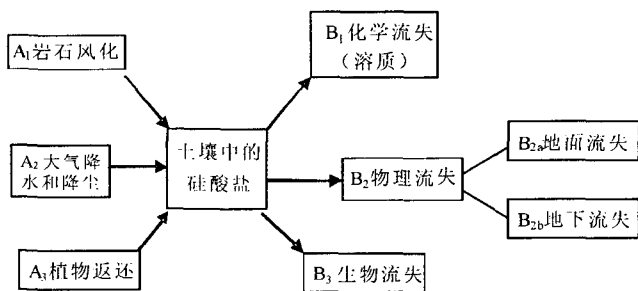 A₁岩石风化
B₁化学流失
（溶质）
A₂大气降
水和降尘
土壤中的
硅酸盐
B₂物理流失
B₂ₐ地面流失
B₂b地下流失
A₃植物返还
B₃生物流失